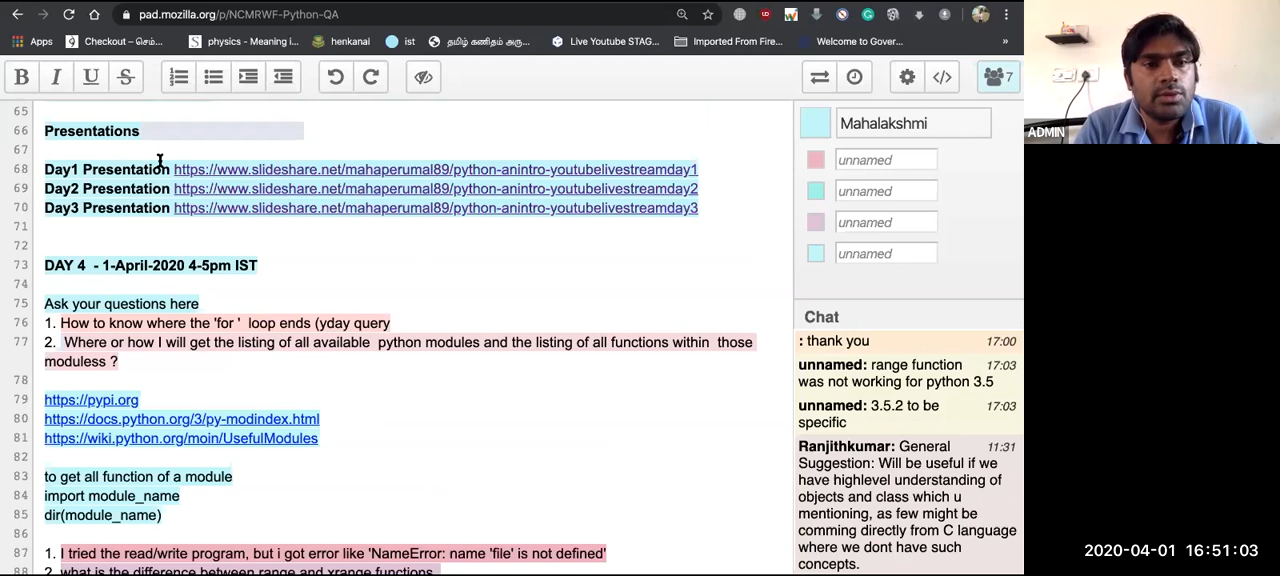 pad.mozilla.org/p/NCMRWF-Python-QA
Apps
Checkout – செம்...
physics - Meaning i...
henkanal
ist
தமிழ் கணிதம் அரு...
Live Youtube STAG...
Imported From Fire...
Welcome to Gover...
»
B I U S
7
65
66 Presentations
67
68 Day1 Presentation https://www.slideshare.net/mahaperumal89/python-anintro-youtubelivestreamday1
69 Day2 Presentation https://www.slideshare.net/mahaperumal89/python-anintro-youtubelivestreamday2
70 Day3 Presentation https://www.slideshare.net/mahaperumal89/python-anintro-youtubelivestreamday3
71
72
73 DAY 4 - 1-April-2020 4-5pm IST
74
75 Ask your questions here
76 1. How to know where the 'for ' loop ends (yday query
77 2. Where or how I will get the listing of all available python modules and the listing of all functions within those
moduless ?
78
79 https://pypi.org
80 https://docs.python.org/3/py-modindex.html
81 https://wiki.python.org/moin/UsefulModules
82
83 to get all function of a module
84 import module_name
85 dir(module_name)
86
87 1. I tried the read/write program, but i got error like 'NameError: name 'file' is not defined'
88 2. what is the difference between range and xrange functions
Mahalakshmi
unnamed
unnamed
unnamed
unnamed
Chat
: thank you 17:00
unnamed: range function 17:03
was not working for python 3.5
unnamed: 3.5.2 to be 17:03
specific
Ranjithkumar: General 11:31
Suggestion: Will be useful if we
have highlevel understanding of
objects and class which u
mentioning, as few might be
comming directly from C language
where we dont have such
concepts.
ADMIN
2020-04-01 16:51:03